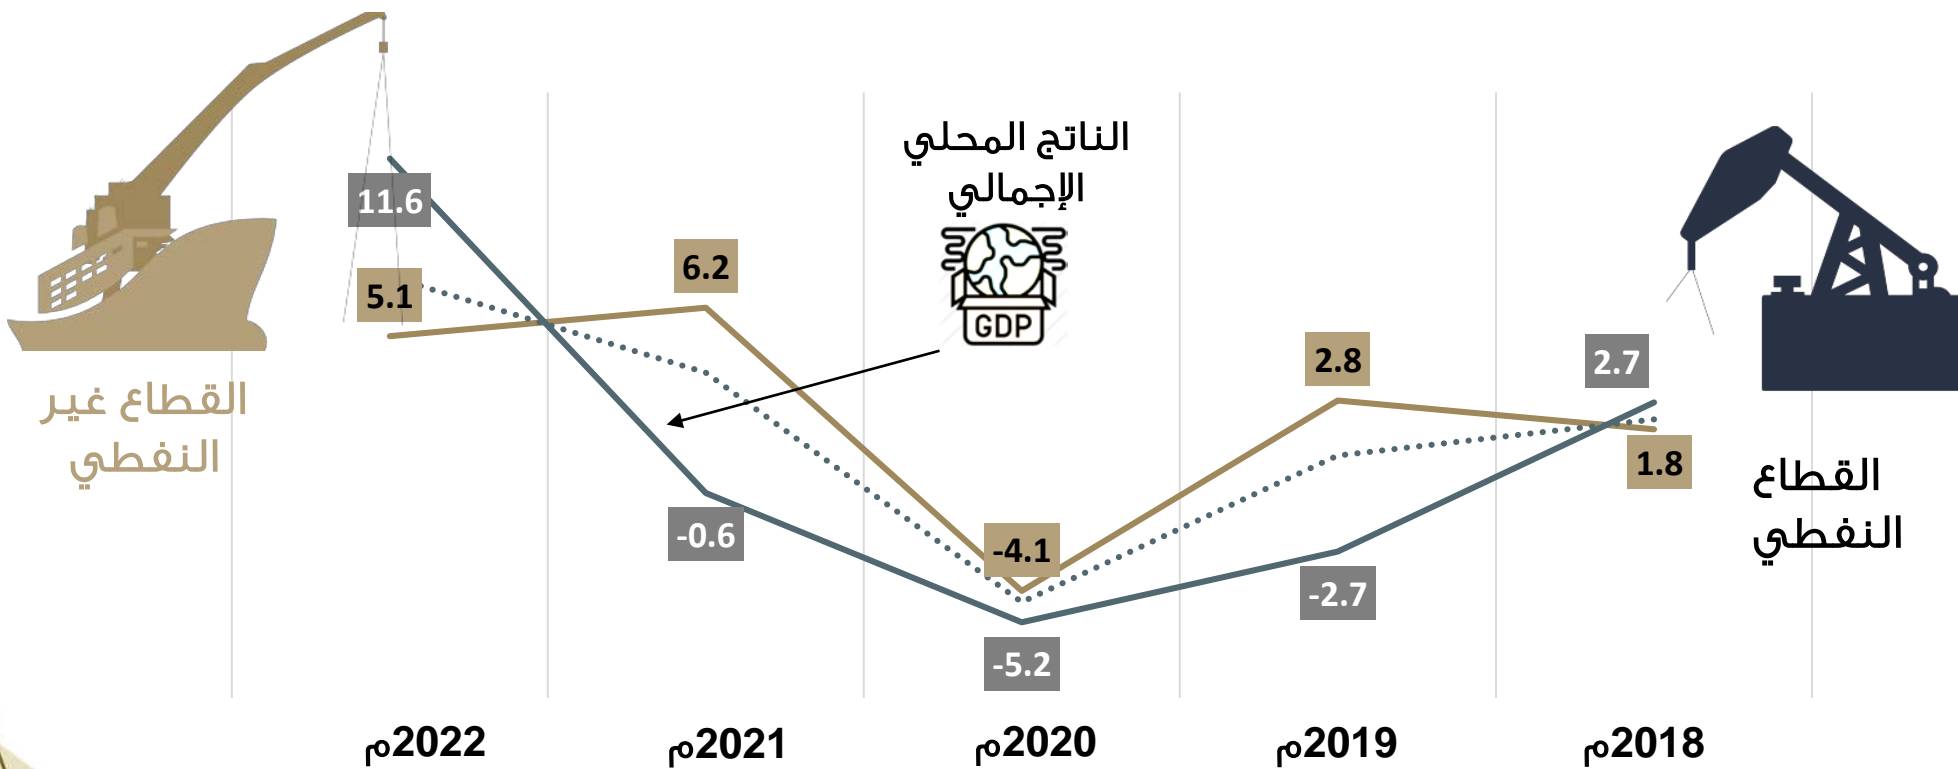 الناتج المحلي
الإجمالي
GDP
11.6
5.1
6.2
-0.6
-4.1
-5.2
2.8
-2.7
2.7
1.8
القطاع غير
النفطي
القطاع
النفطي
2018م
2019م
2020م
2021م
2022م